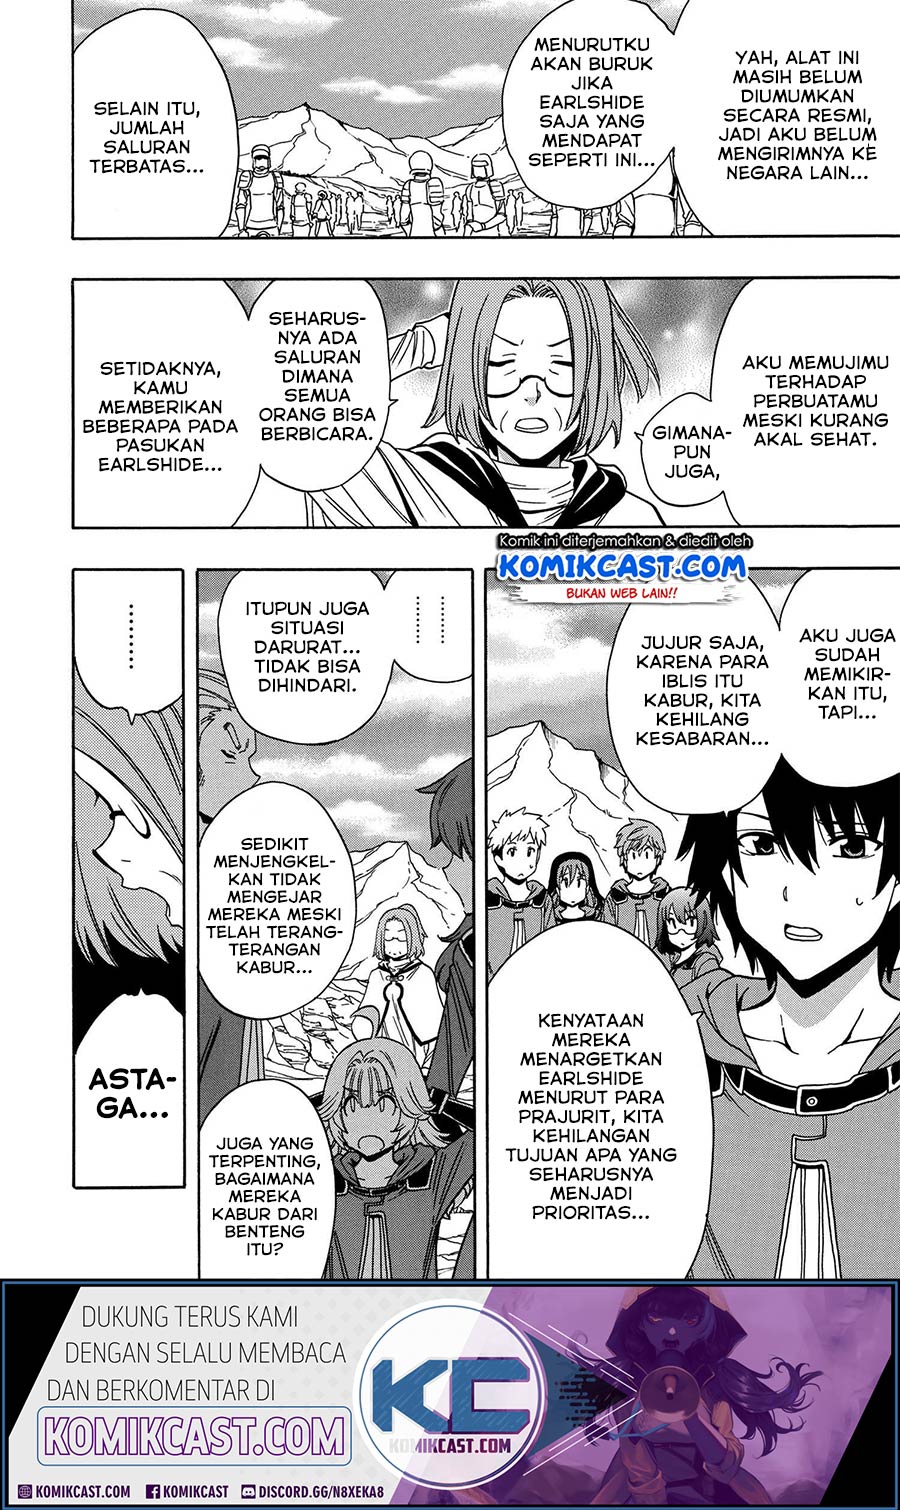 YAH, ALAT INI
MASIH BELUM
DIUMUMKAN
SECARA RESMI,
JADI AKU BELUM
MENGIRIMNYA KE
NEGARA LAIN...
MENURUTKU
AKAN BURUK
JIKA
EARLSHIDE
SAJA YANG
MENDAPAT
SEPERTI INI...
SELAIN ITU,
JUMLAH
SALURAN
TERBATAS...
AKU MEMUJIMU
TERHADAP
PERBUATAMU
MESKI KURANG
AKAL SEHAT.
GIMANA-
PUN
JUGA,
SEHARUS-
NYA ADA
SALURAN
DIMANA
SEMUA
ORANG BISA
BERBICARA.
SETIDAKNYA,
KAMU
MEMBERIKAN
BEBERAPA PADA
PASUKAN
EARLSHIDE...
Komik ini diterjemahkan & diedit oleh
KOMIKCAST.COM
BUKAN WEB LAIN!!
AKU JUGA
SUDAH
MEMIKIR-
KAN ITU,
TAPI...
JUJUR SAJA,
KARENA PARA
IBLIS ITU
KABUR, KITA
KEHILANG
KESABARAN...
KENYATAAN
MEREKA
MENARGETKAN
EARLSHIDE
MENURUT PARA
PRAJURIT, KITA
KEHILANGAN
TUJUAN APA YANG
SEHARUSNYA
MENJADI
PRIORITAS...
ITUPUN JUGA
SITUASI
DARURAT...
TIDAK BISA
DIHINDARI.
SEDIKIT
MENJENGKEL-
KAN TIDAK
MENGEJAR
MEREKA MESKI
TELAH TERANG-
TERANGAN
KABUR...
JUGA YANG
TERPENTING,
BAGAIMANA
MEREKA
KABUR DARI
BENTENG
ITU?
ASTA-
GA...
DUKUNG TERUS KAMI
DENGAN SELALU MEMBACA
DAN BERKOMENTAR DI
KOMIKCAST.COM
KC
KOMIKCAST.COM
KOMIKCAST.COM
KOMIKCAST
DISCORD.GG/N8XEKA8